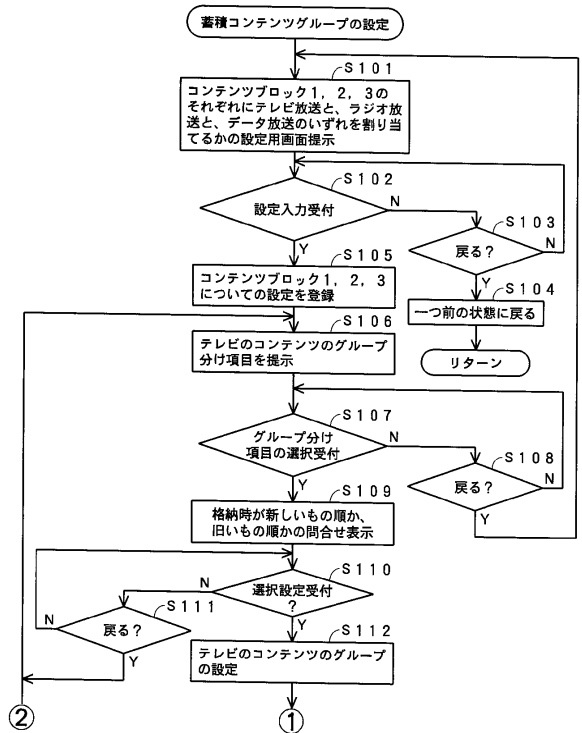 蓄積コンテンツグループの設定
S101
コンテンツブロック1,2,3の
それぞれにテレビ放送と、ラジオ放
送と、データ放送のいずれを割り当
てるかの設定用画面提示
S102
設定入力受付
N
Y
S103
戻る?
N
Y
S104
一つ前の状態に戻る
リターン
S105
コンテンツブロック1,2,3
についての設定を登録
S106
テレビのコンテンツのグループ
分け項目を提示
S107
グループ分け
項目の選択受付
N
Y
S108
戻る?
N
Y
S109
格納時が新しいもの順か、
旧いもの順かの問合せ表示
S110
選択設定受付
?
N
Y
S111
戻る?
N
Y
S112
テレビのコンテンツのグループ
の設定
②
①